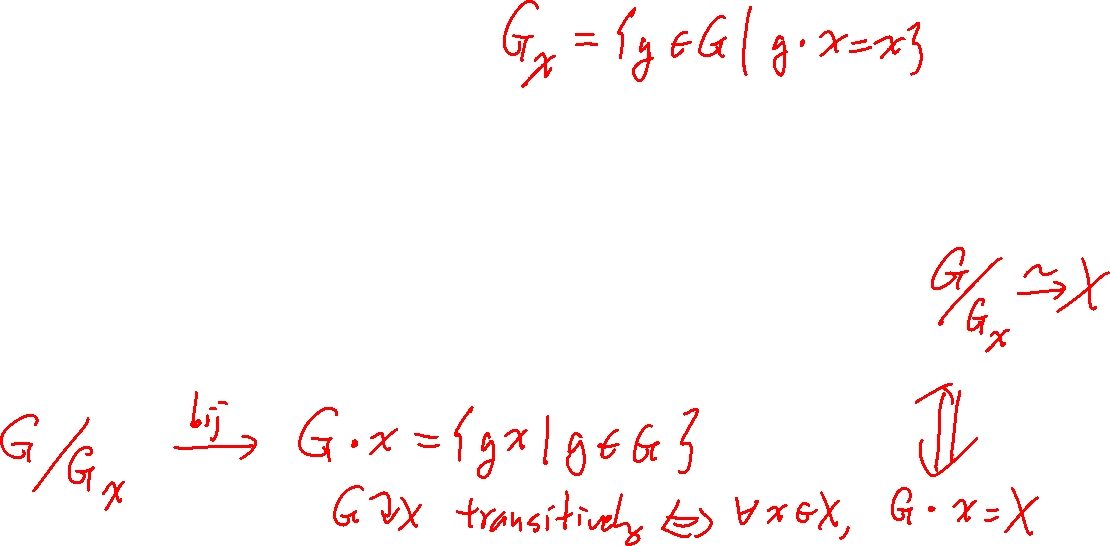 G_x = {g ∈ G | g · x = x}
G/G_x ⥲ X
⇕
G/G_x →^{bij} G · x = {gx | g ∈ G}
G ↷ X transitively ⇔ ∀ x ∈ X, G · x = X